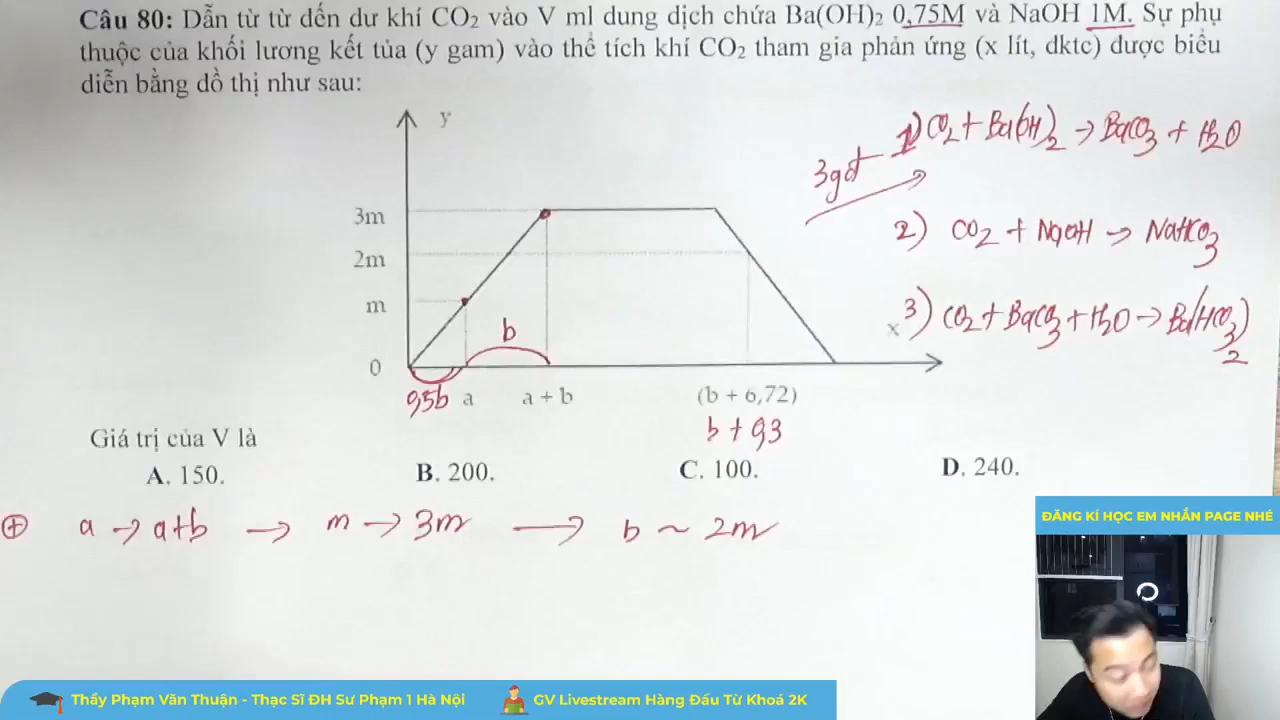 Câu 80: Dẫn từ từ đến dư khí CO₂ vào V ml dung dịch chứa Ba(OH)₂ 0,75M và NaOH 1M. Sự phụ
thuộc của khối lượng kết tủa (y gam) vào thể tích khí CO₂ tham gia phản ứng (x lít, đktc) được biểu
diễn bằng đồ thị như sau:
y
3m
2m
m
0
x
b
0,5b
a
a + b
(b + 6,72)
b + 0,3
3gđ
1) CO₂ + Ba(OH)₂ → BaCO₃ + H₂O
2) CO₂ + NaOH → NaHCO₃
3) CO₂ + BaCO₃ + H₂O → Ba(HCO₃)₂
Giá trị của V là
A. 150.
B. 200.
C. 100.
D. 240.
⊕ a → a+b → m → 3m → b ~ 2m
ĐĂNG KÍ HỌC EM NHẮN PAGE NHÉ
Thầy Phạm Văn Thuận - Thạc Sĩ ĐH Sư Phạm 1 Hà Nội
GV Livestream Hàng Đầu Từ Khoá 2K